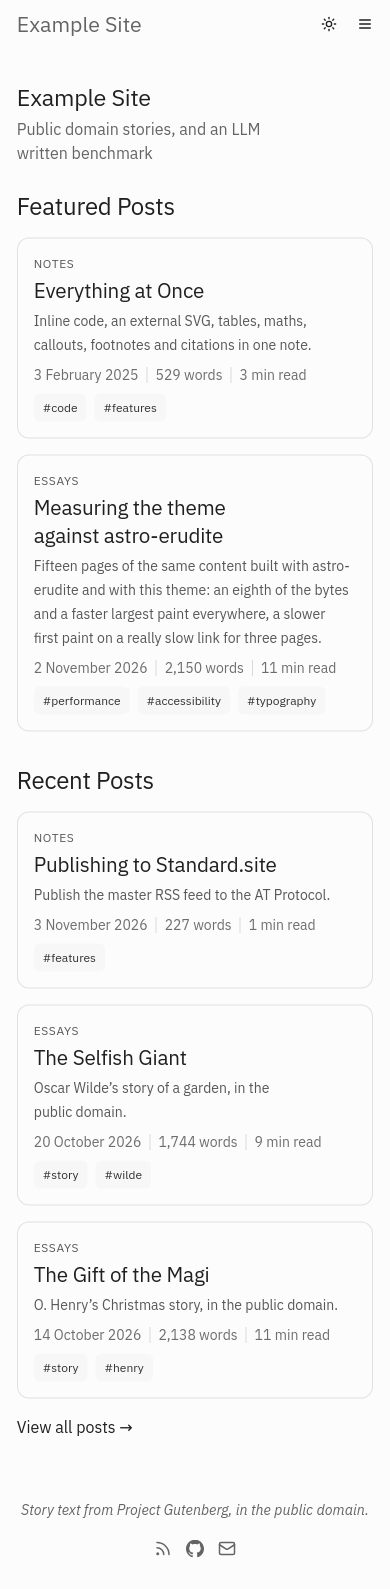 Example Site
Example Site
Public domain stories, and an LLM
written benchmark
Featured Posts
NOTES
Everything at Once
Inline code, an external SVG, tables, maths,
callouts, footnotes and citations in one note.
3 February 2025 | 529 words | 3 min read
#code #features
ESSAYS
Measuring the theme
against astro-erudite
Fifteen pages of the same content built with astro-
erudite and with this theme: an eighth of the bytes
and a faster largest paint everywhere, a slower
first paint on a really slow link for three pages.
2 November 2026 | 2,150 words | 11 min read
#performance #accessibility #typography
Recent Posts
NOTES
Publishing to Standard.site
Publish the master RSS feed to the AT Protocol.
3 November 2026 | 227 words | 1 min read
#features
ESSAYS
The Selfish Giant
Oscar Wilde’s story of a garden, in the
public domain.
20 October 2026 | 1,744 words | 9 min read
#story #wilde
ESSAYS
The Gift of the Magi
O. Henry’s Christmas story, in the public domain.
14 October 2026 | 2,138 words | 11 min read
#story #henry
View all posts →
Story text from Project Gutenberg, in the public domain.